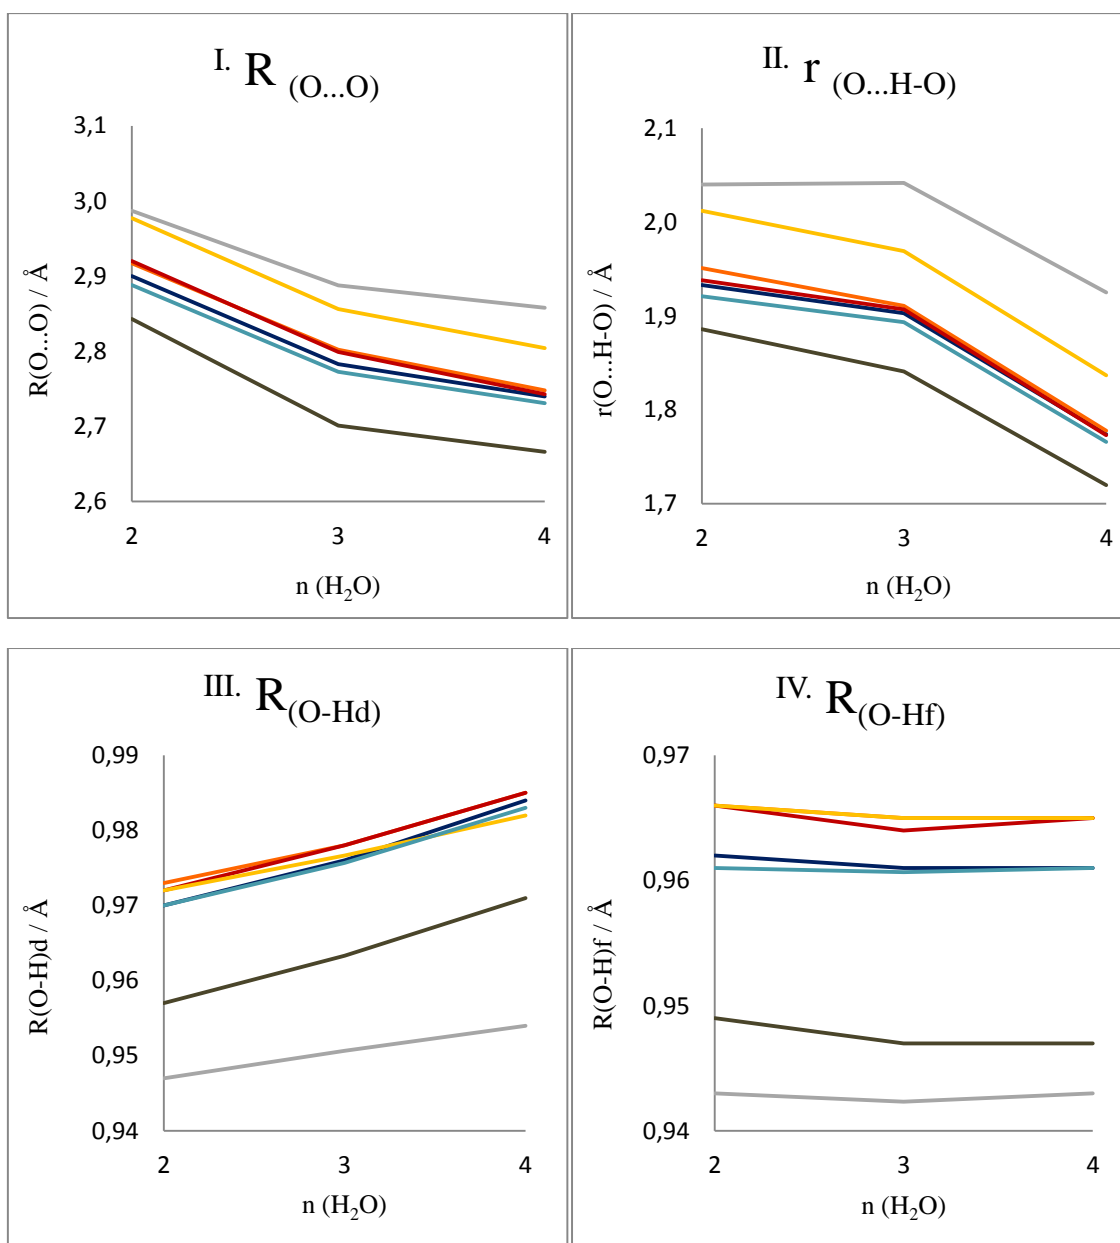 I. R (O...O)
R(O...O) / Å
3,1
3,0
2,9
2,8
2,7
2,6
2 3 4
n (H₂O)
II. r (O...H-O)
r(O...H-O) / Å
2,1
2,0
1,9
1,8
1,7
2 3 4
n (H₂O)
III. R(O-Hd)
R(O-H)d / Å
0,99
0,98
0,97
0,96
0,95
0,94
2 3 4
n (H₂O)
IV. R(O-Hf)
R(O-H)f / Å
0,97
0,96
0,95
0,94
2 3 4
n (H₂O)